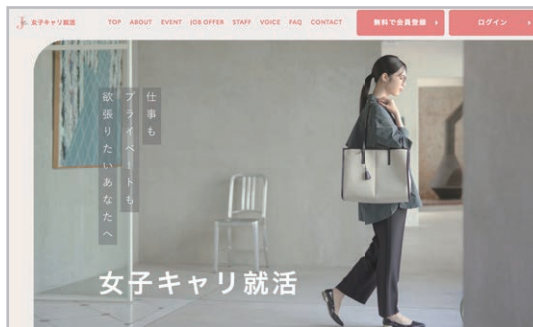 女子キャリ就活
TOP ABOUT EVENT JOB OFFER STAFF VOICE FAQ CONTACT
無料で会員登録
ログイン
仕事も
プライベートも
欲張りたいあなたへ
女子キャリ就活